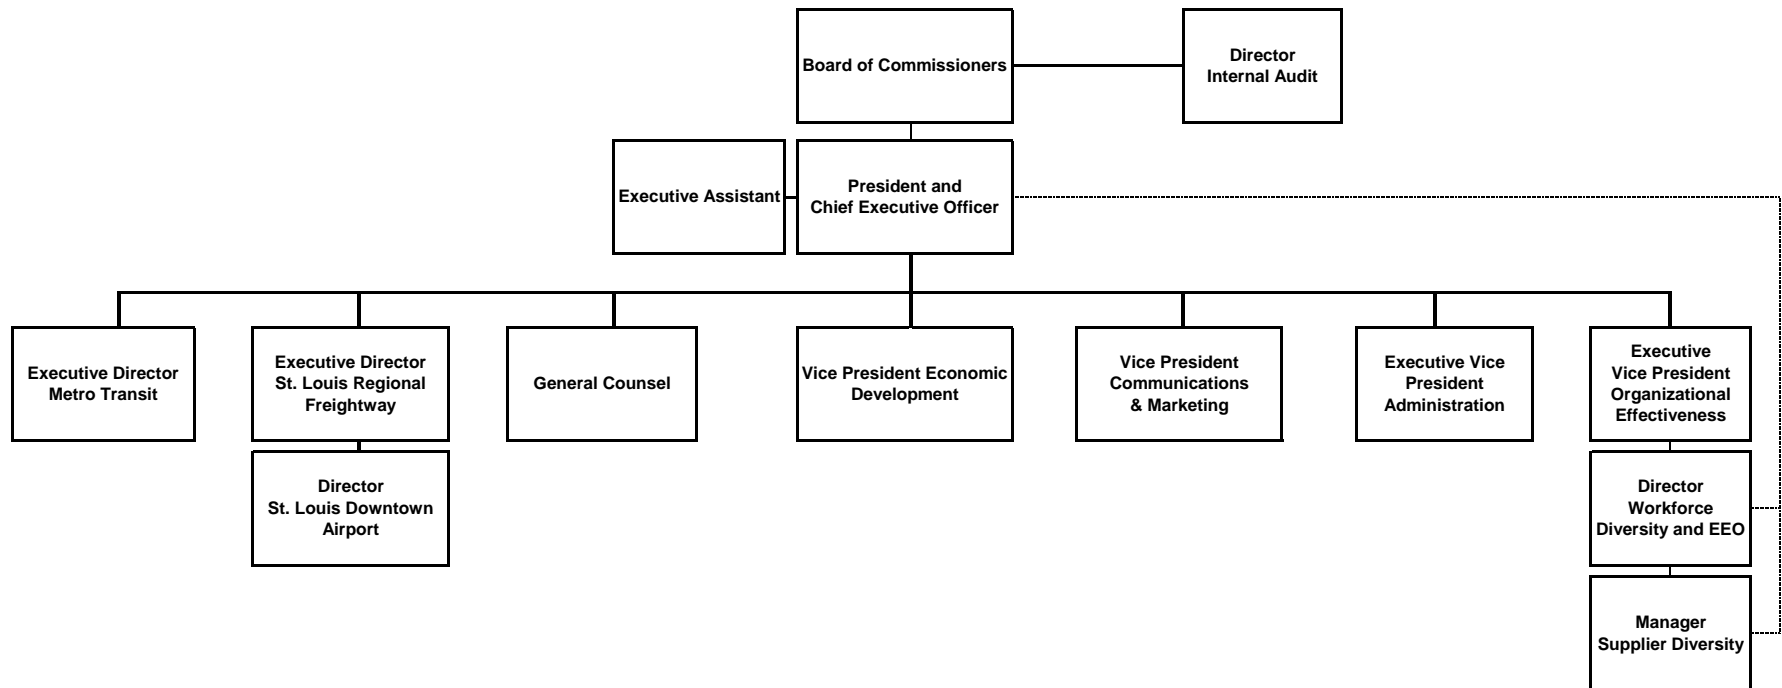 Board of Commissioners
Director
Internal Audit
Executive Assistant
President and
Chief Executive Officer
Executive Director
Metro Transit
Executive Director
St. Louis Regional
Freightway
General Counsel
Vice President Economic
Development
Vice President
Communications
& Marketing
Executive Vice
President
Administration
Executive
Vice President
Organizational
Effectiveness
Director
St. Louis Downtown
Airport
Director
Workforce
Diversity and EEO
Manager
Supplier Diversity